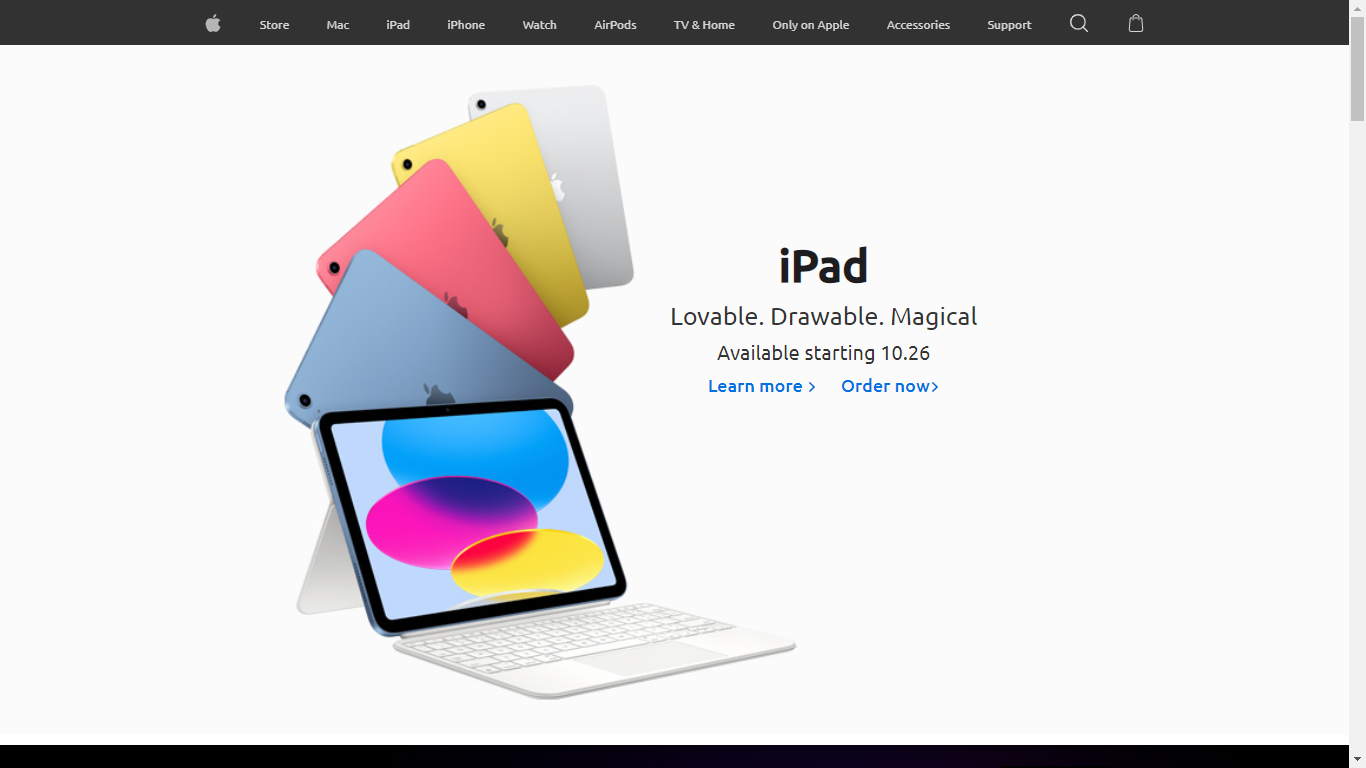 Store Mac iPad iPhone Watch AirPods TV & Home Only on Apple Accessories Support
iPad
Lovable. Drawable. Magical
Available starting 10.26
Learn more > Order now>